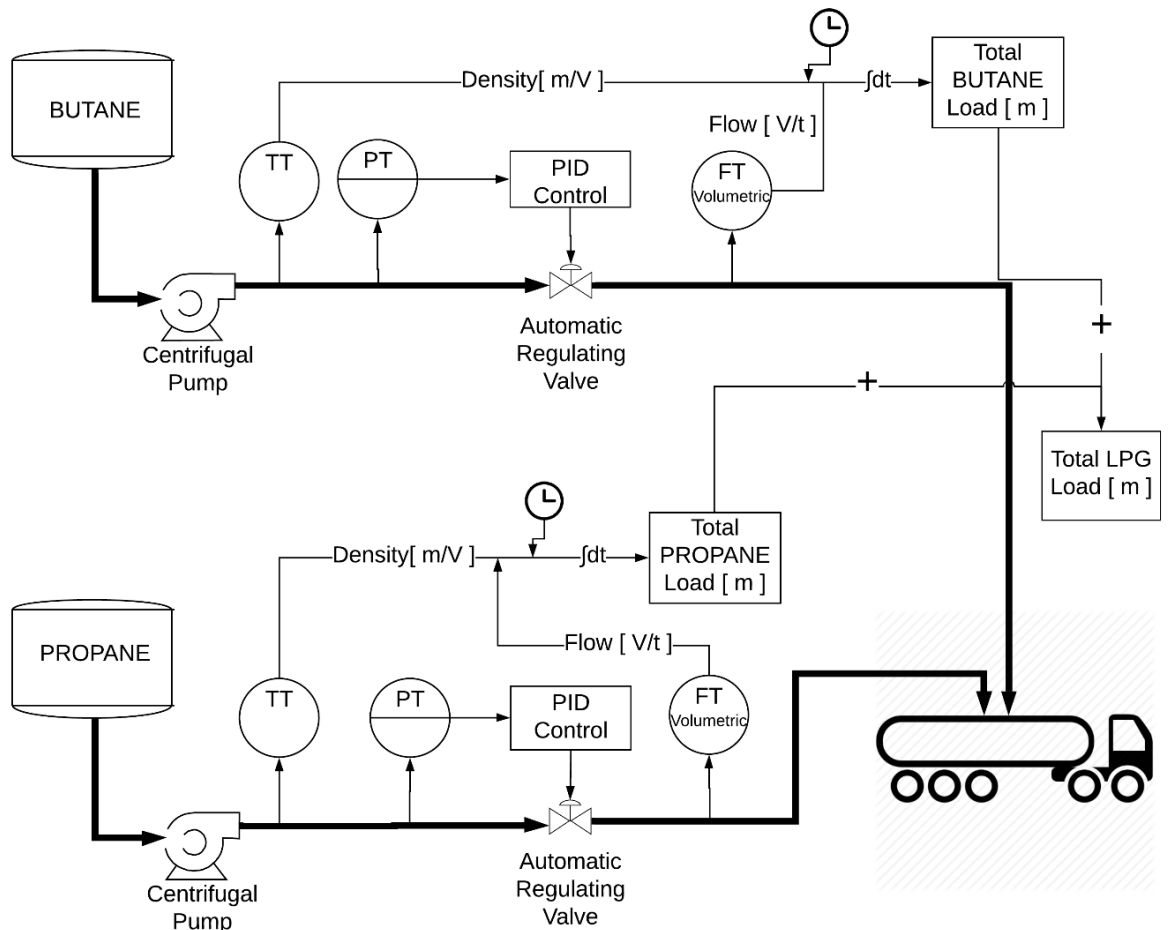 BUTANE
Density[ m/V ]
∫dt
Total
BUTANE
Load [ m ]
Flow [ V/t ]
TT
PT
PID
Control
FT
Volumetric
Centrifugal
Pump
Automatic
Regulating
Valve
+
+
Total LPG
Load [ m ]
Density[ m/V ]
∫dt
Total
PROPANE
Load [ m ]
PROPANE
Flow [ V/t ]
TT
PT
PID
Control
FT
Volumetric
Centrifugal
Pump
Automatic
Regulating
Valve